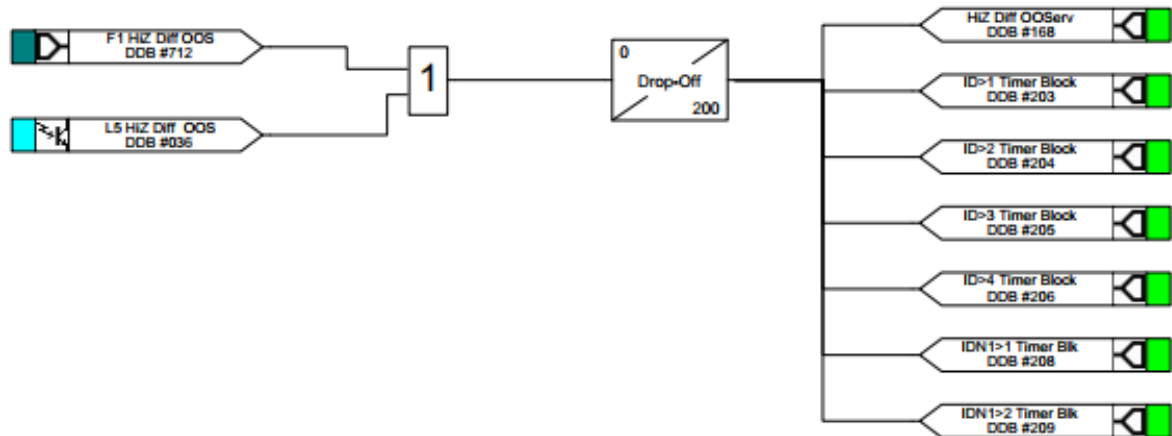 F1 HiZ Diff OOS
DDB #712
L5 HiZ Diff OOS
DDB #036
1
0
Drop-Off
200
HiZ Diff OOServ
DDB #168
ID>1 Timer Block
DDB #203
ID>2 Timer Block
DDB #204
ID>3 Timer Block
DDB #205
ID>4 Timer Block
DDB #206
IDN1>1 Timer Blk
DDB #208
IDN1>2 Timer Blk
DDB #209